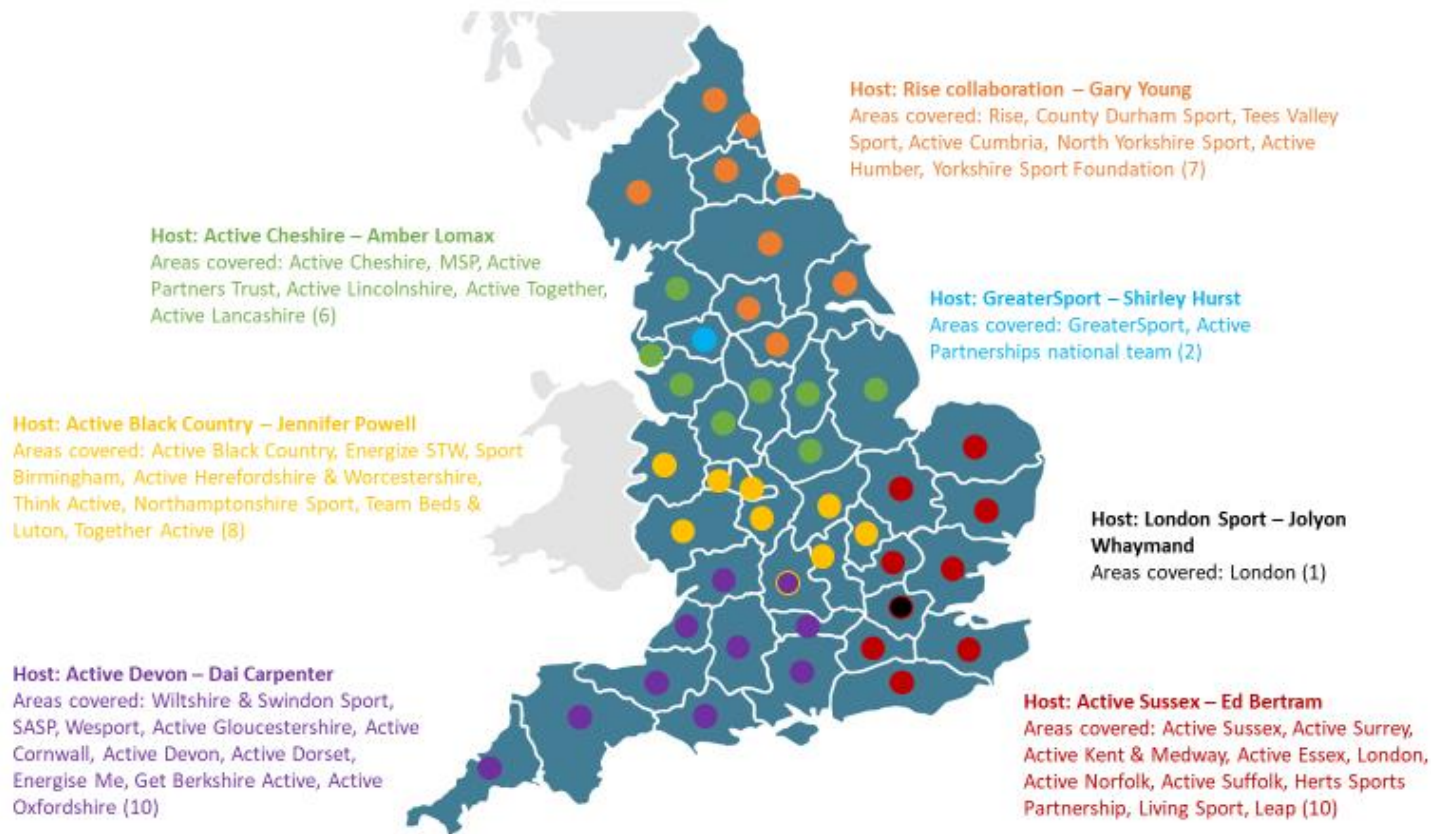 Host: Rise collaboration – Gary Young
Areas covered: Rise, County Durham Sport, Tees Valley
Sport, Active Cumbria, North Yorkshire Sport, Active
Humber, Yorkshire Sport Foundation (7)
Host: Active Cheshire – Amber Lomax
Areas covered: Active Cheshire, MSP, Active
Partners Trust, Active Lincolnshire, Active Together,
Active Lancashire (6)
Host: GreaterSport – Shirley Hurst
Areas covered: GreaterSport, Active
Partnerships national team (2)
Host: Active Black Country – Jennifer Powell
Areas covered: Active Black Country, Energize STW, Sport
Birmingham, Active Herefordshire & Worcestershire,
Think Active, Northamptonshire Sport, Team Beds &
Luton, Together Active (8)
Host: London Sport – Jolyon
Whaymand
Areas covered: London (1)
Host: Active Devon – Dai Carpenter
Areas covered: Wiltshire & Swindon Sport,
SASP, Wesport, Active Gloucestershire, Active
Cornwall, Active Devon, Active Dorset,
Energise Me, Get Berkshire Active, Active
Oxfordshire (10)
Host: Active Sussex – Ed Bertram
Areas covered: Active Sussex, Active Surrey,
Active Kent & Medway, Active Essex, London,
Active Norfolk, Active Suffolk, Herts Sports
Partnership, Living Sport, Leap (10)